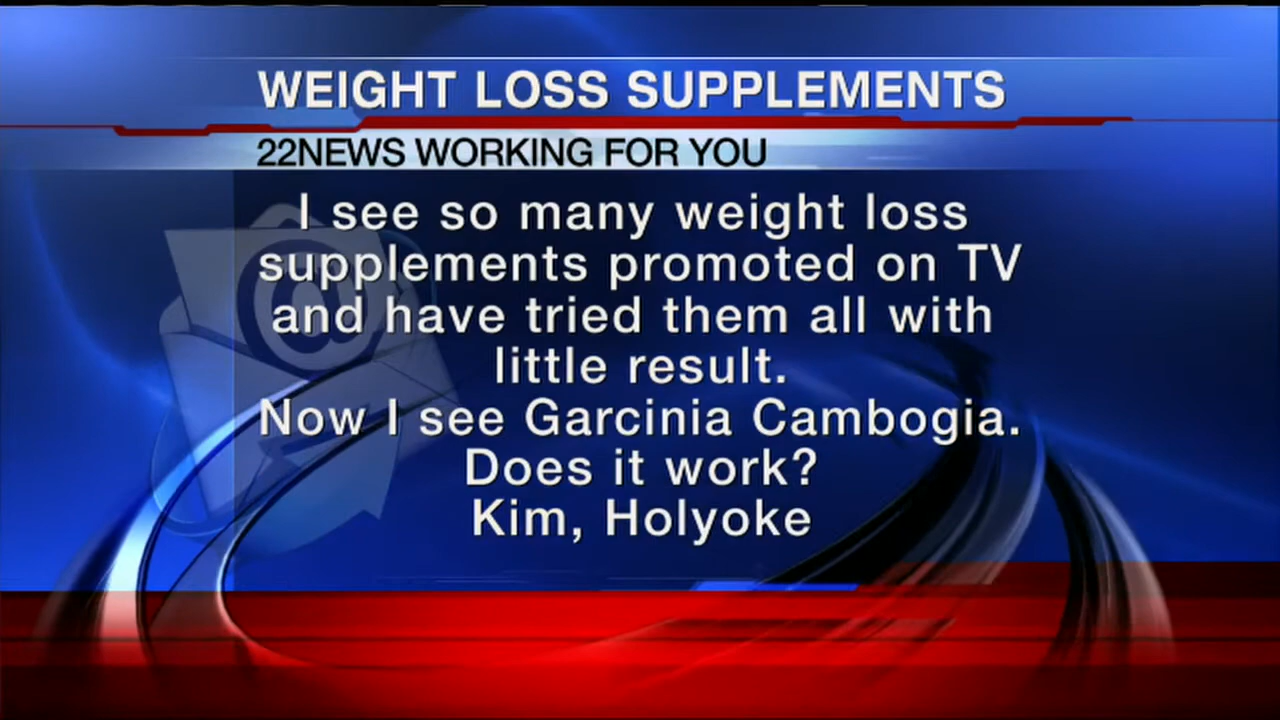 WEIGHT LOSS SUPPLEMENTS
22NEWS WORKING FOR YOU
I see so many weight loss
supplements promoted on TV
and have tried them all with
little result.
Now I see Garcinia Cambogia.
Does it work?
Kim, Holyoke